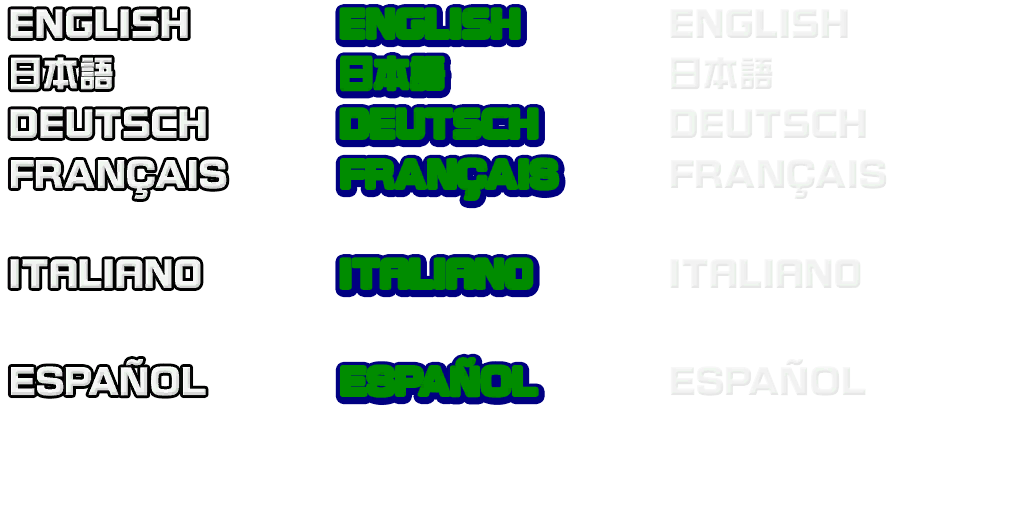 ENGLISH ENGLISH ENGLISH
日本語 日本語 日本語
DEUTSCH DEUTSCH DEUTSCH
FRANÇAIS FRANÇAIS FRANÇAIS
ITALIANO ITALIANO ITALIANO
ESPAÑOL ESPAÑOL ESPAÑOL